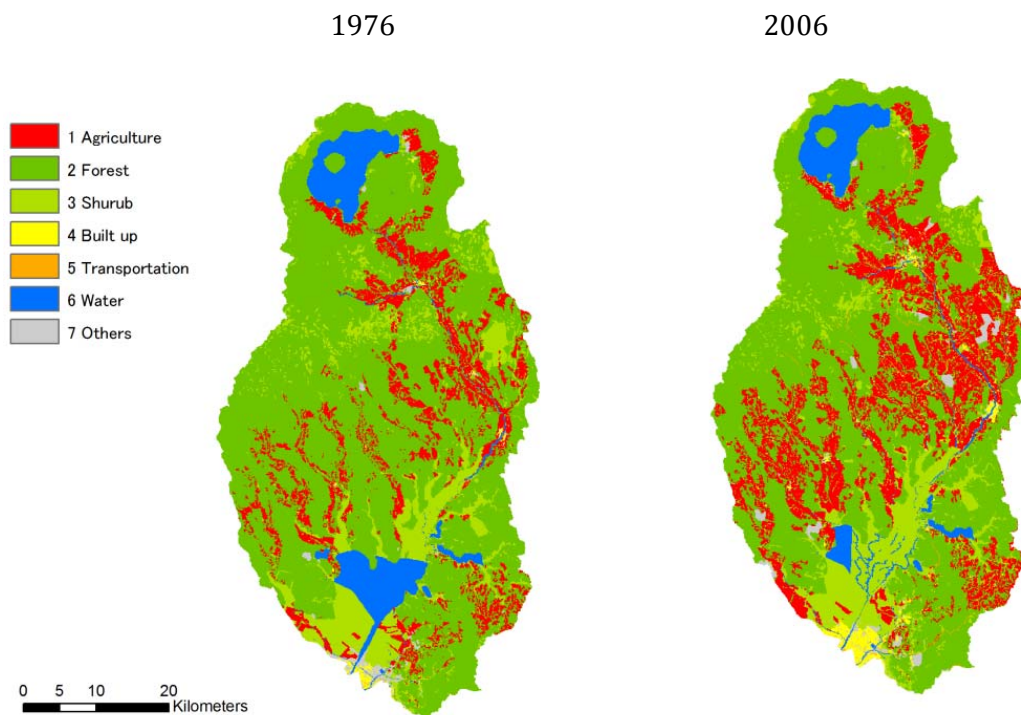 1976
2006
1 Agriculture
2 Forest
3 Shurub
4 Built up
5 Transportation
6 Water
7 Others
0 5 10 20
Kilometers